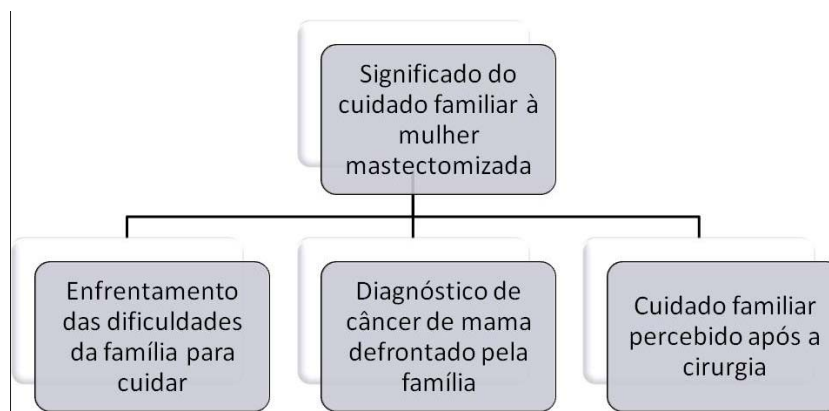 Significado do
cuidado familiar à
mulher
mastectomizada
Enfrentamento
das dificuldades
da família para
cuidar
Diagnóstico de
câncer de mama
defrontado pela
família
Cuidado familiar
percebido após a
cirurgia